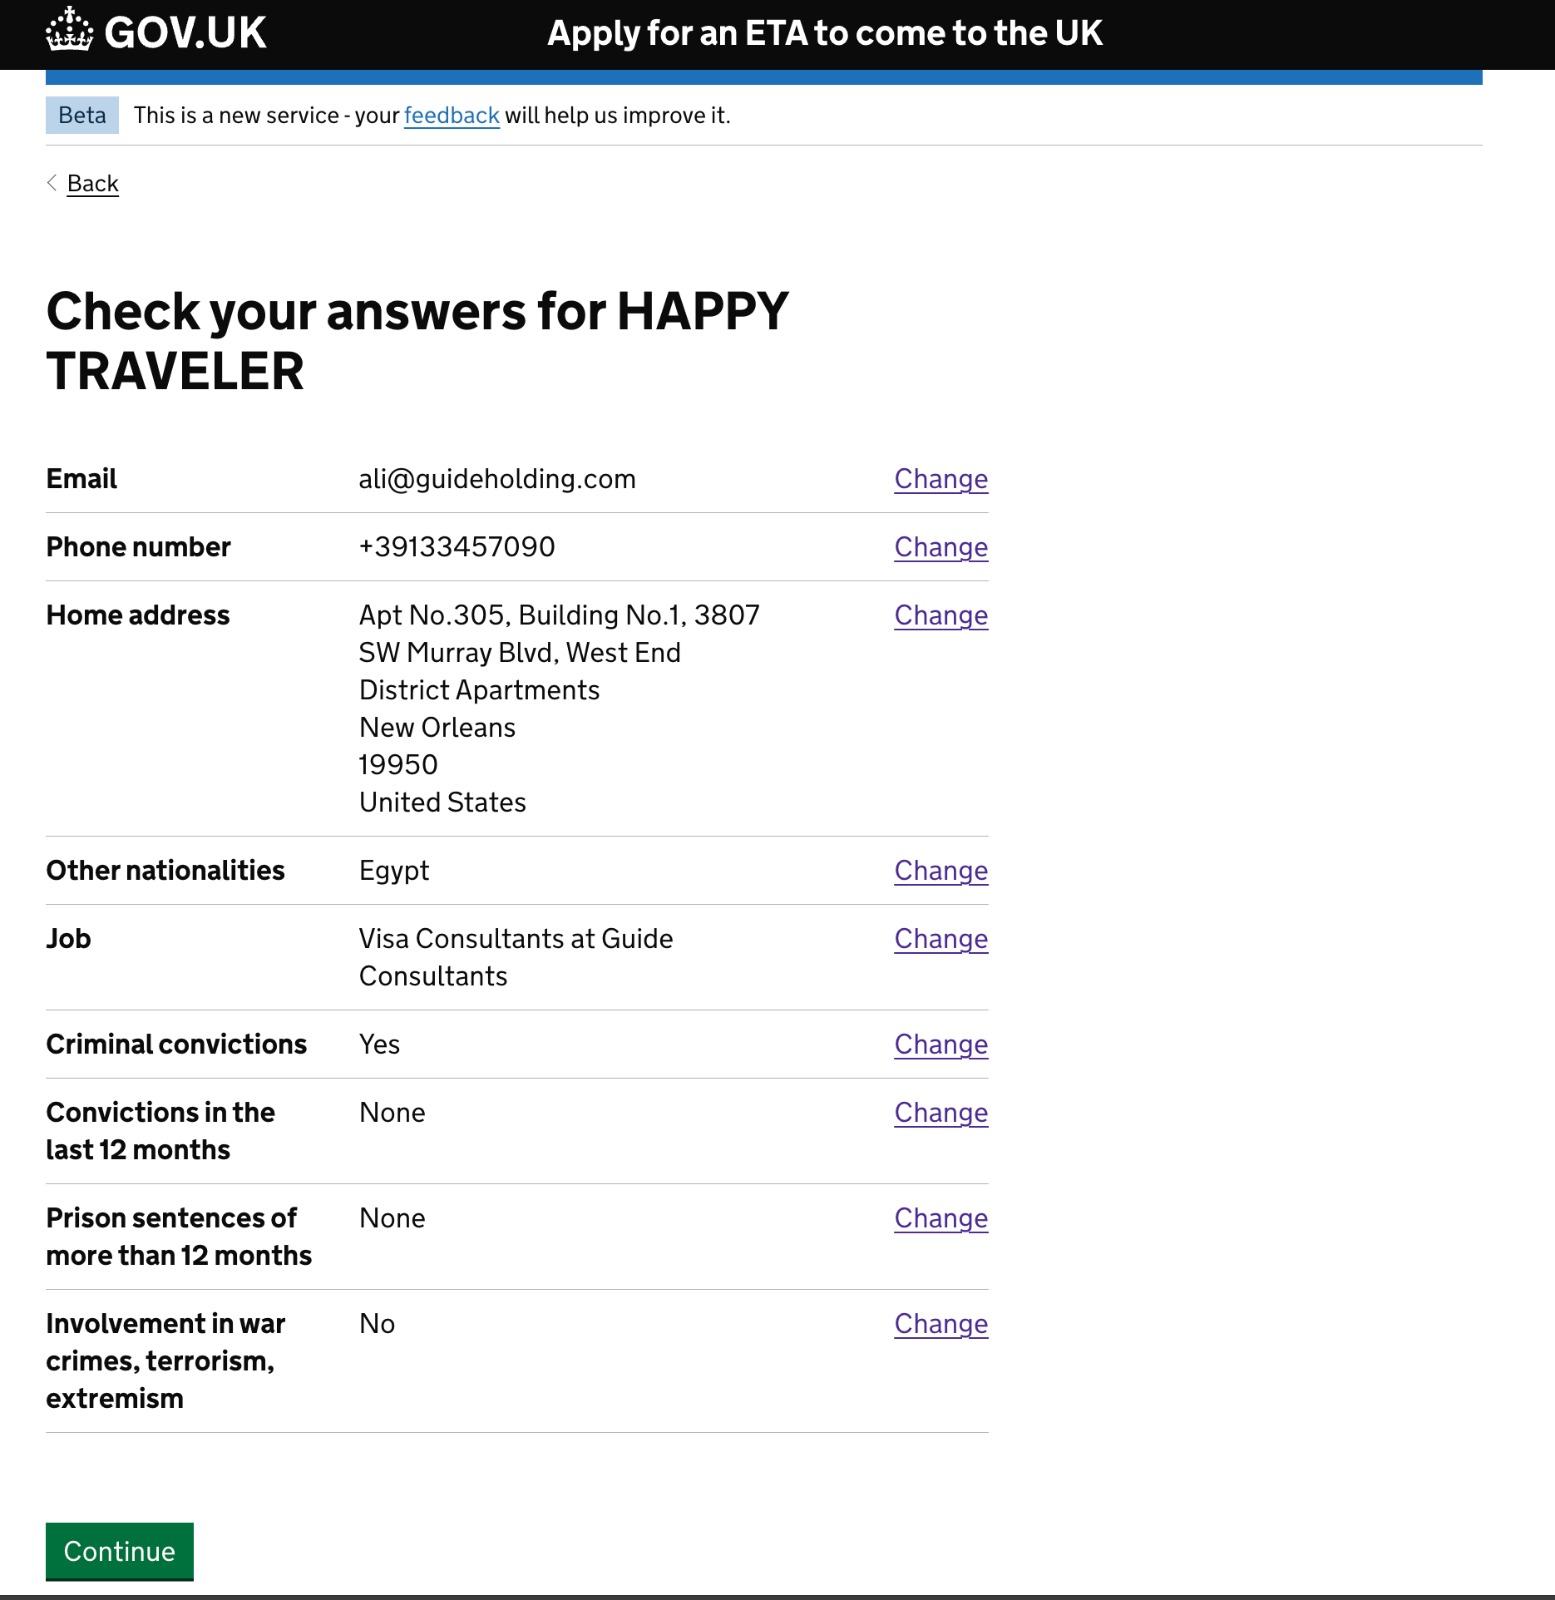 GOV.UK
Apply for an ETA to come to the UK
Beta This is a new service - your feedback will help us improve it.
Back
Check your answers for HAPPY
TRAVELER
Email ali@guideholding.com Change
Phone number +39133457090 Change
Home address Apt No.305, Building No.1, 3807 Change
SW Murray Blvd, West End
District Apartments
New Orleans
19950
United States
Other nationalities Egypt Change
Job Visa Consultants at Guide Change
Consultants
Criminal convictions Yes Change
Convictions in the None Change
last 12 months
Prison sentences of None Change
more than 12 months
Involvement in war No Change
crimes, terrorism,
extremism
Continue